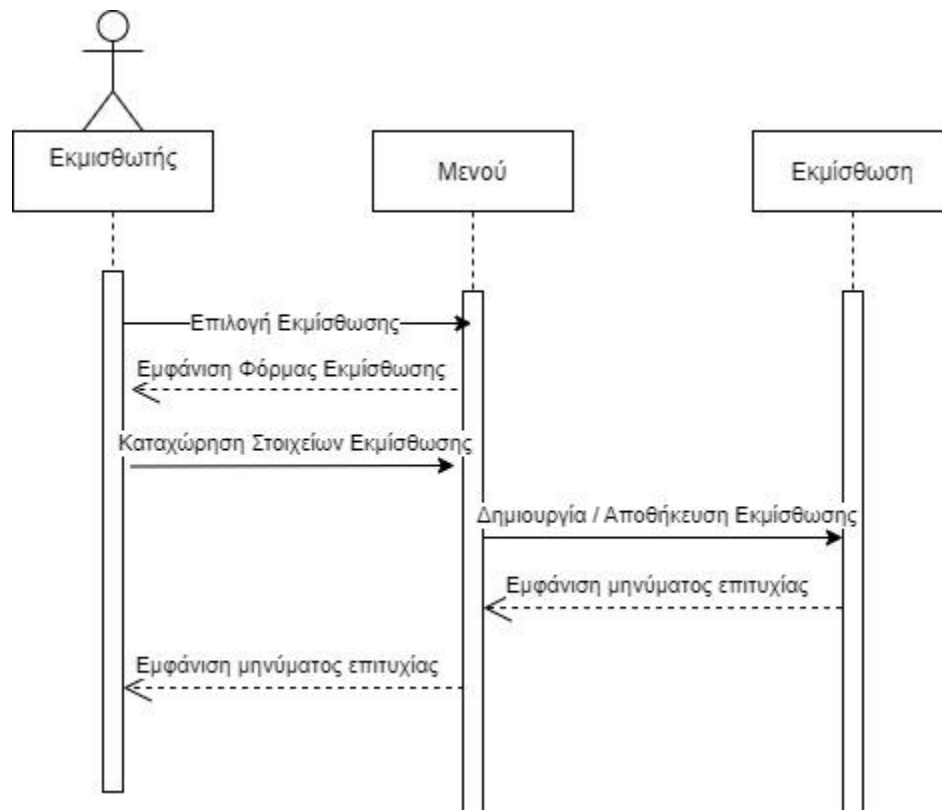 Εκμισθωτής
Μενού
Εκμίσθωση
Επιλογή Εκμίσθωσης
Εμφάνιση Φόρμας Εκμίσθωσης
Καταχώρηση Στοιχείων Εκμίσθωσης
Δημιουργία / Αποθήκευση Εκμίσθωσης
Εμφάνιση μηνύματος επιτυχίας
Εμφάνιση μηνύματος επιτυχίας